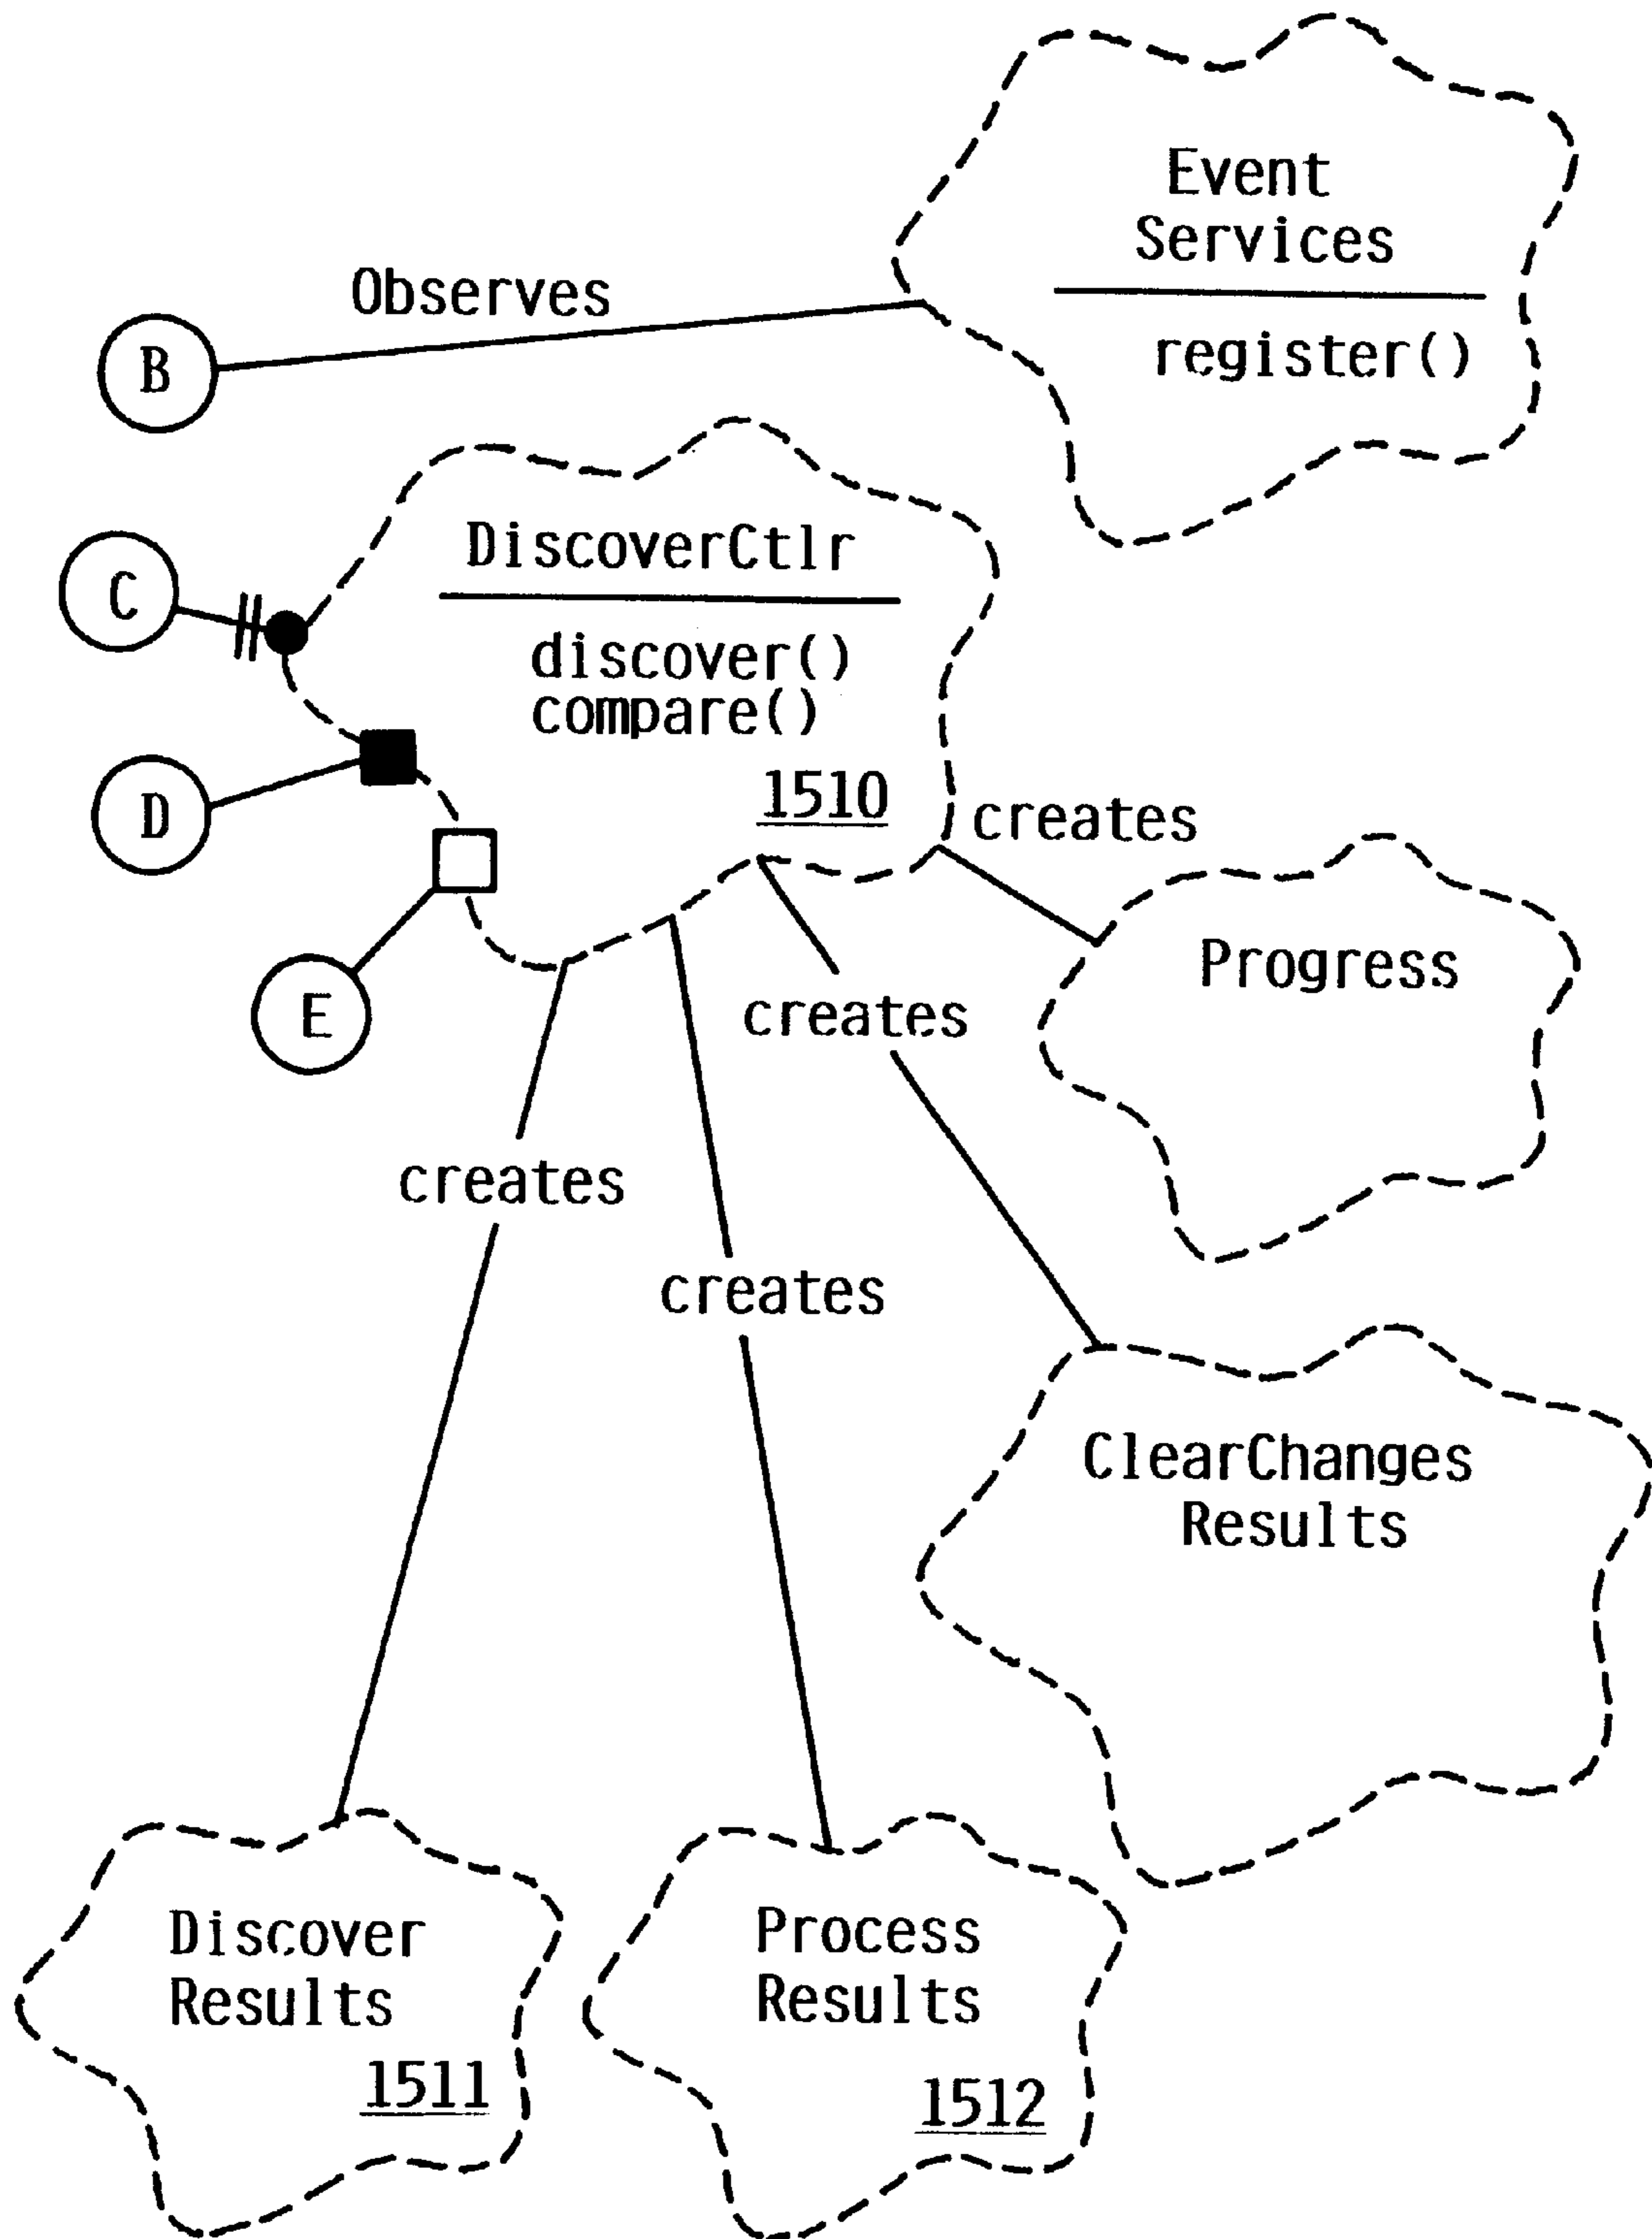 Event
Services
Observes
register()
B
DiscoverCtlr
C
discover()
compare()
1510
D
creates
Progress
E
creates
creates
creates
ClearChanges
Results
Discover
Results
1511
Process
Results
1512